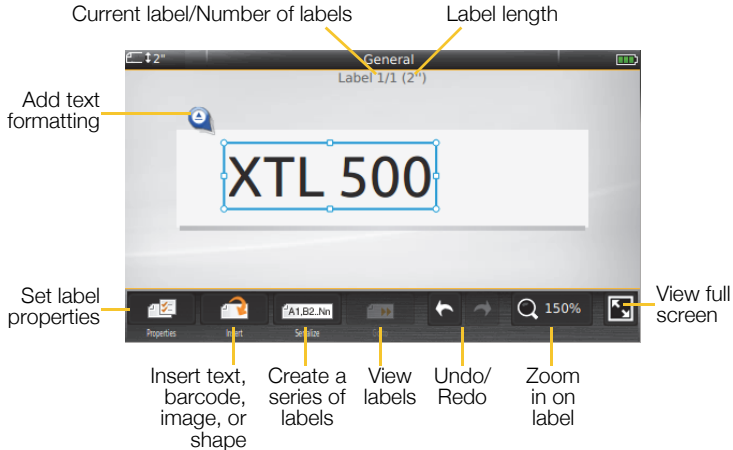 Current label/Number of labels
Label length
2"
General
Label 1/1 (2")
Add text
formatting
XTL 500
Set label
properties
A1,B2..Nn
150%
View full
screen
Properties
Insert
Serialize
Insert text,
barcode,
image, or
shape
Create a
series of
labels
View
labels
Undo/
Redo
Zoom
in on
label